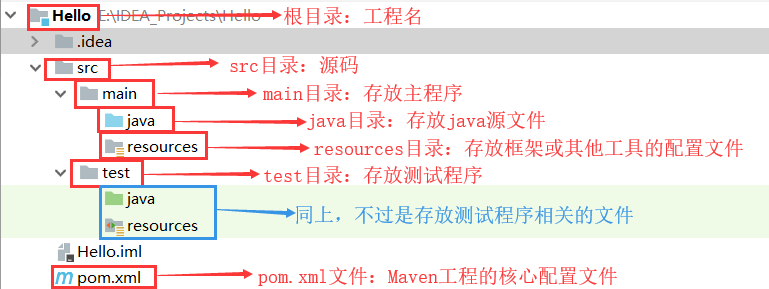 Hello E:\IDEA_Projects\Hello 根目录：工程名
.idea
src src目录：源码
main main目录：存放主程序
java java目录：存放java源文件
resources resources目录：存放框架或其他工具的配置文件
test test目录：存放测试程序
java
同上，不过是存放测试程序相关的文件
resources
Hello.iml
pom.xml pom.xml文件：Maven工程的核心配置文件